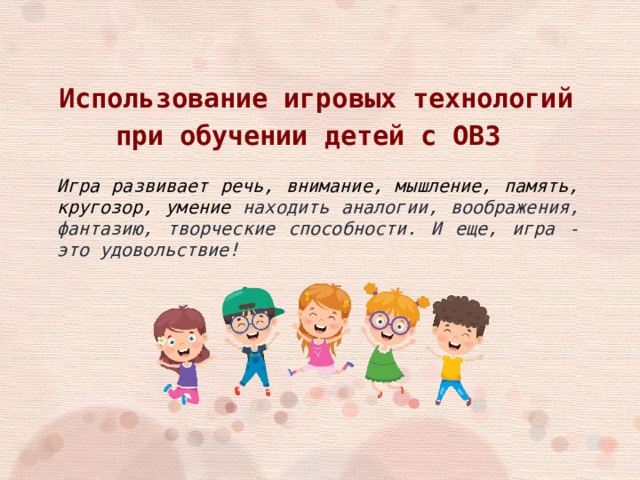 Использование игровых технологий
при обучении детей с ОВЗ
Игра развивает речь, внимание, мышление, память,
кругозор, умение находить аналогии, воображения,
фантазию, творческие способности. И еще, игра -
это удовольствие!